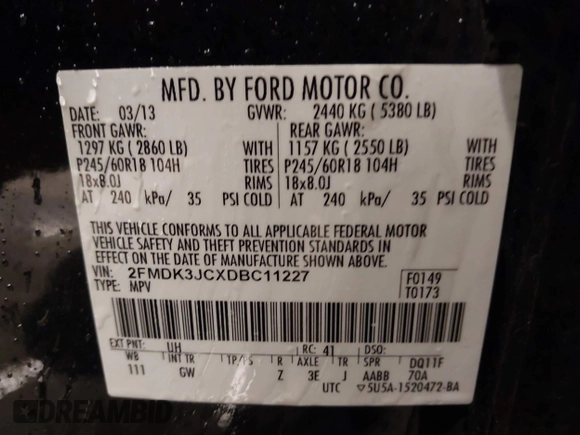 MFD. BY FORD MOTOR CO.
DATE: 03/13 GVWR: 2440 KG ( 5380 LB)
FRONT GAWR: REAR GAWR:
1297 KG ( 2860 LB) WITH 1157 KG ( 2550 LB) WITH
P245/60R18 104H TIRES P245/60R18 104H TIRES
18x8.0J RIMS 18x8.0J RIMS
AT 240 kPa/ 35 PSI COLD AT 240 kPa/ 35 PSI COLD
THIS VEHICLE CONFORMS TO ALL APPLICABLE FEDERAL MOTOR
VEHICLE SAFETY AND THEFT PREVENTION STANDARDS IN
EFFECT ON THE DATE OF MANUFACTURE SHOWN ABOVE.
VIN: 2FMDK3JCXDBC11227
TYPE: MPV
F0149
T0173
EXT PNT: UH RC: 41 DSO:
WB INT TR TP/PS R AXLE TR SPR DQ11F
111 GW Z 3E J AABB 70A
UTC ▽5U5A-1520472-BA
DREAMBID